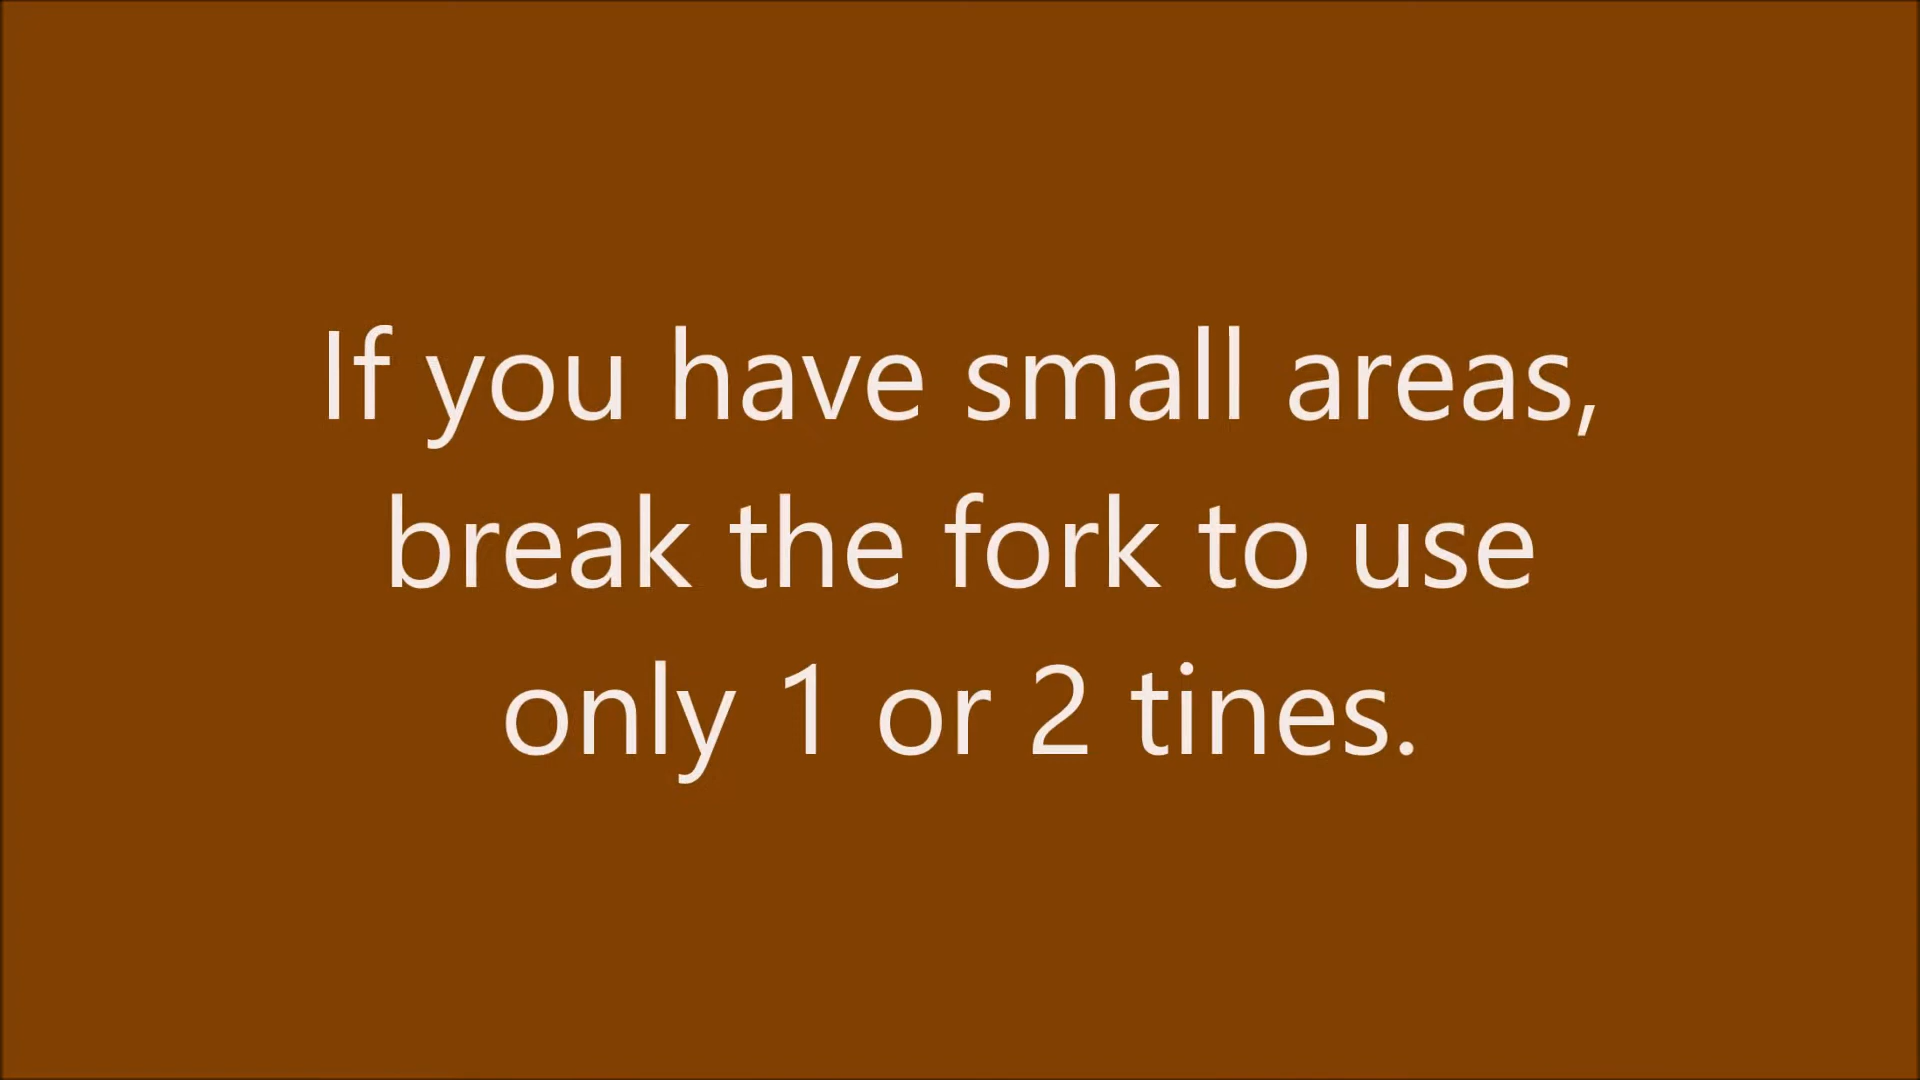 If you have small areas,
break the fork to use
only 1 or 2 tines.